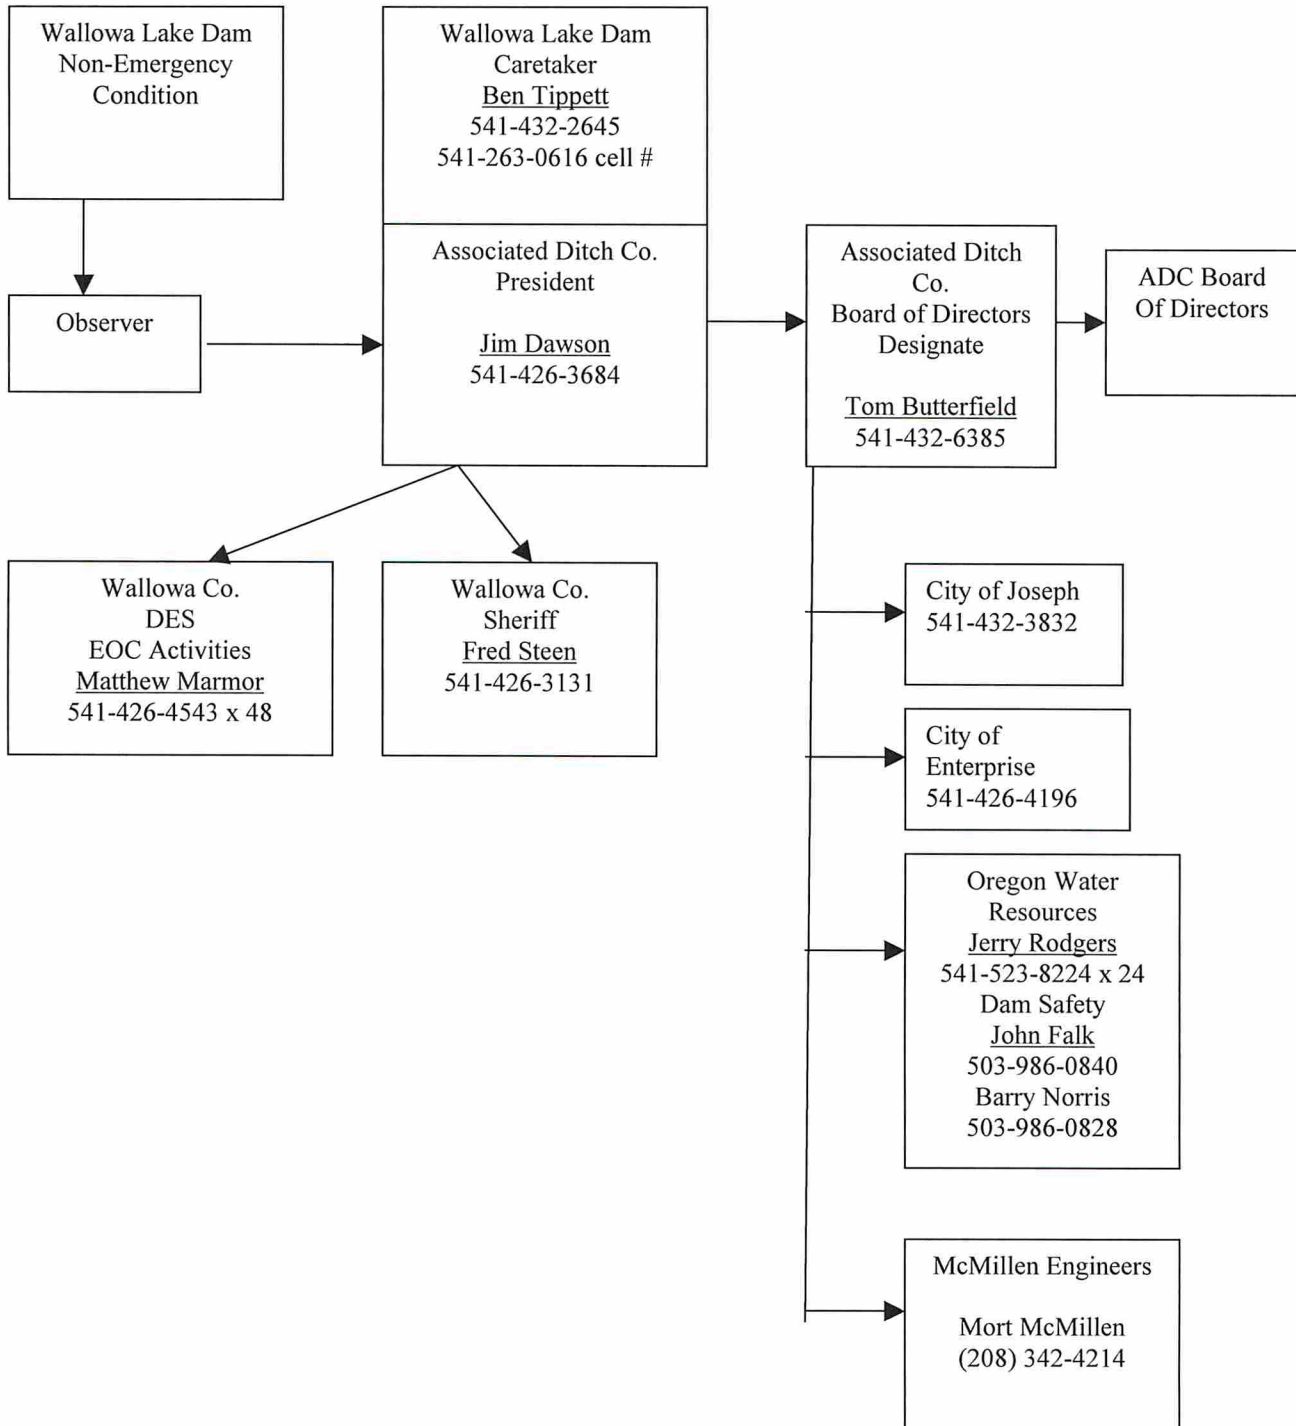 Wallowa Lake Dam
Non-Emergency
Condition
Wallowa Lake Dam
Caretaker
Ben Tippett
541-432-2645
541-263-0616 cell #
Observer
Associated Ditch Co.
President
Jim Dawson
541-426-3684
Associated Ditch
Co.
Board of Directors
Designate
Tom Butterfield
541-432-6385
ADC Board
Of Directors
Wallowa Co.
DES
EOC Activities
Matthew Marmor
541-426-4543 x 48
Wallowa Co.
Sheriff
Fred Steen
541-426-3131
City of Joseph
541-432-3832
City of
Enterprise
541-426-4196
Oregon Water
Resources
Jerry Rodgers
541-523-8224 x 24
Dam Safety
John Falk
503-986-0840
Barry Norris
503-986-0828
McMillen Engineers
Mort McMillen
(208) 342-4214